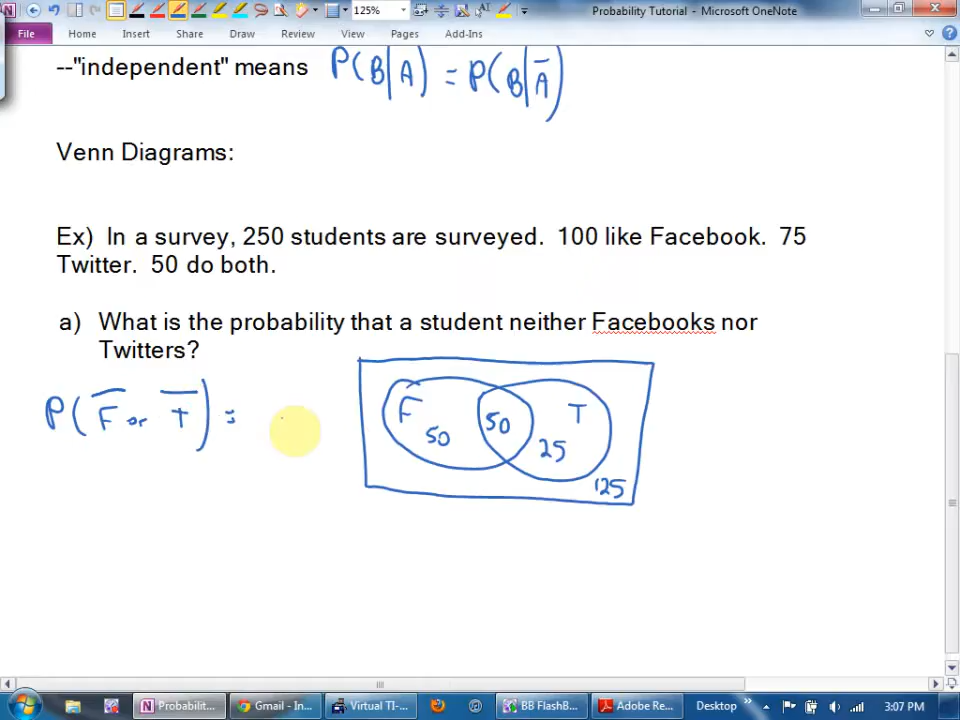 125%
Probability Tutorial - Microsoft OneNote
File Home Insert Share Draw Review View Pages Add-Ins
--"independent" means P(B|A) = P(B|A̅)
Venn Diagrams:
Ex) In a survey, 250 students are surveyed. 100 like Facebook. 75
Twitter. 50 do both.
a) What is the probability that a student neither Facebooks nor
Twitters?
P(F̅ or T̅) =
F 50 50 T 25
125
Probabilit... Gmail - In... Virtual TI-... BB FlashB... Adobe Re... Desktop 3:07 PM